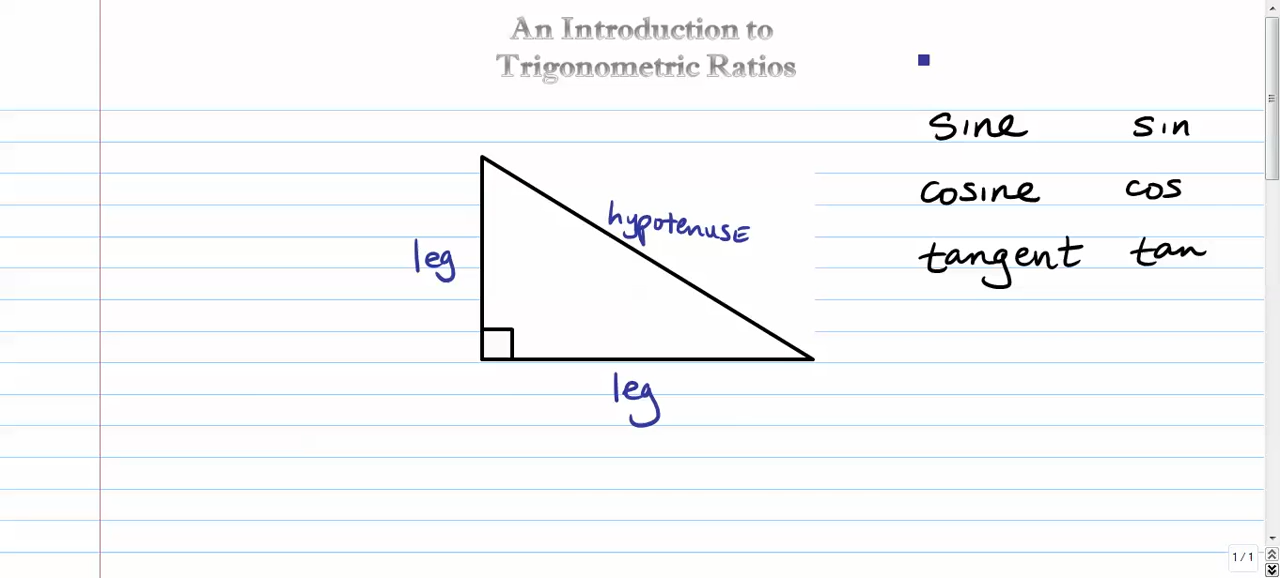 An Introduction to
Trigonometric Ratios
sine sin
cosine cos
tangent tan
hypotenuse
leg
leg
1 / 1